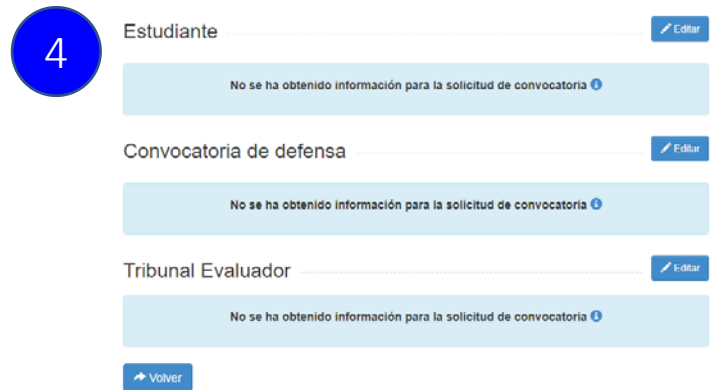 4
Estudiante
Editar
No se ha obtenido información para la solicitud de convocatoria
Convocatoria de defensa
Editar
No se ha obtenido información para la solicitud de convocatoria
Tribunal Evaluador
Editar
No se ha obtenido información para la solicitud de convocatoria
Volver